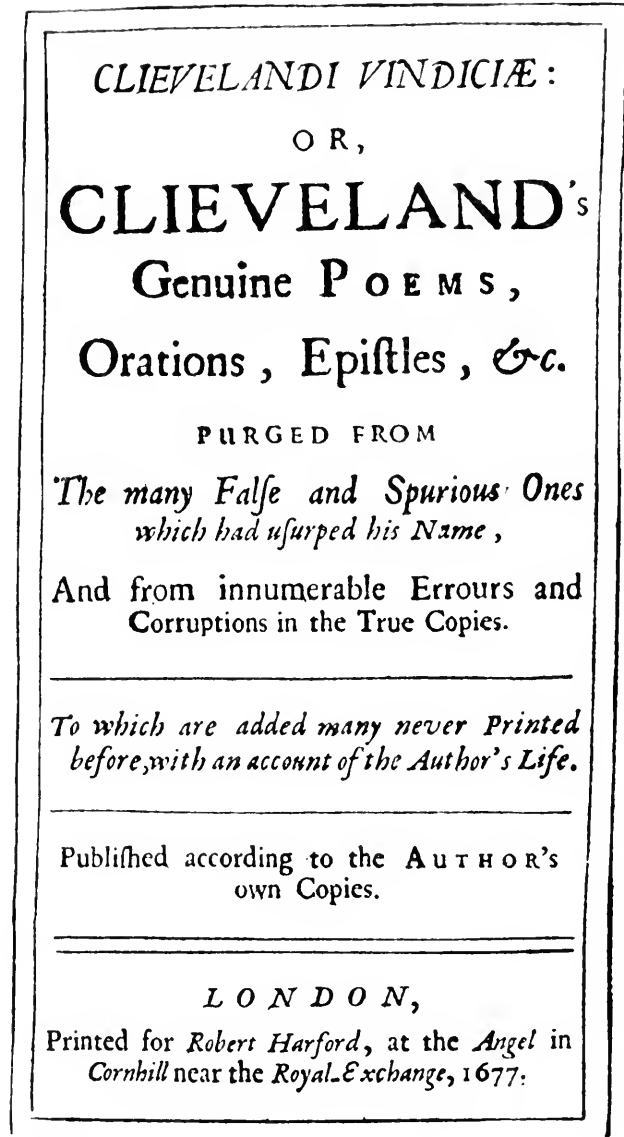 CLIEVELANDI VINDICIÆ:
OR,
CLIEVELAND's
Genuine POEMS,
Orations, Epiſtles, &c.
PURGED FROM
The many Falſe and Spurious Ones
which had uſurped his Name,
And from innumerable Errours and
Corruptions in the True Copies.
To which are added many never Printed
before, with an account of the Author's Life.
Publiſhed according to the AUTHOR's
own Copies.
LONDON,
Printed for Robert Harford, at the Angel in
Cornhill near the Royal-Exchange, 1677.